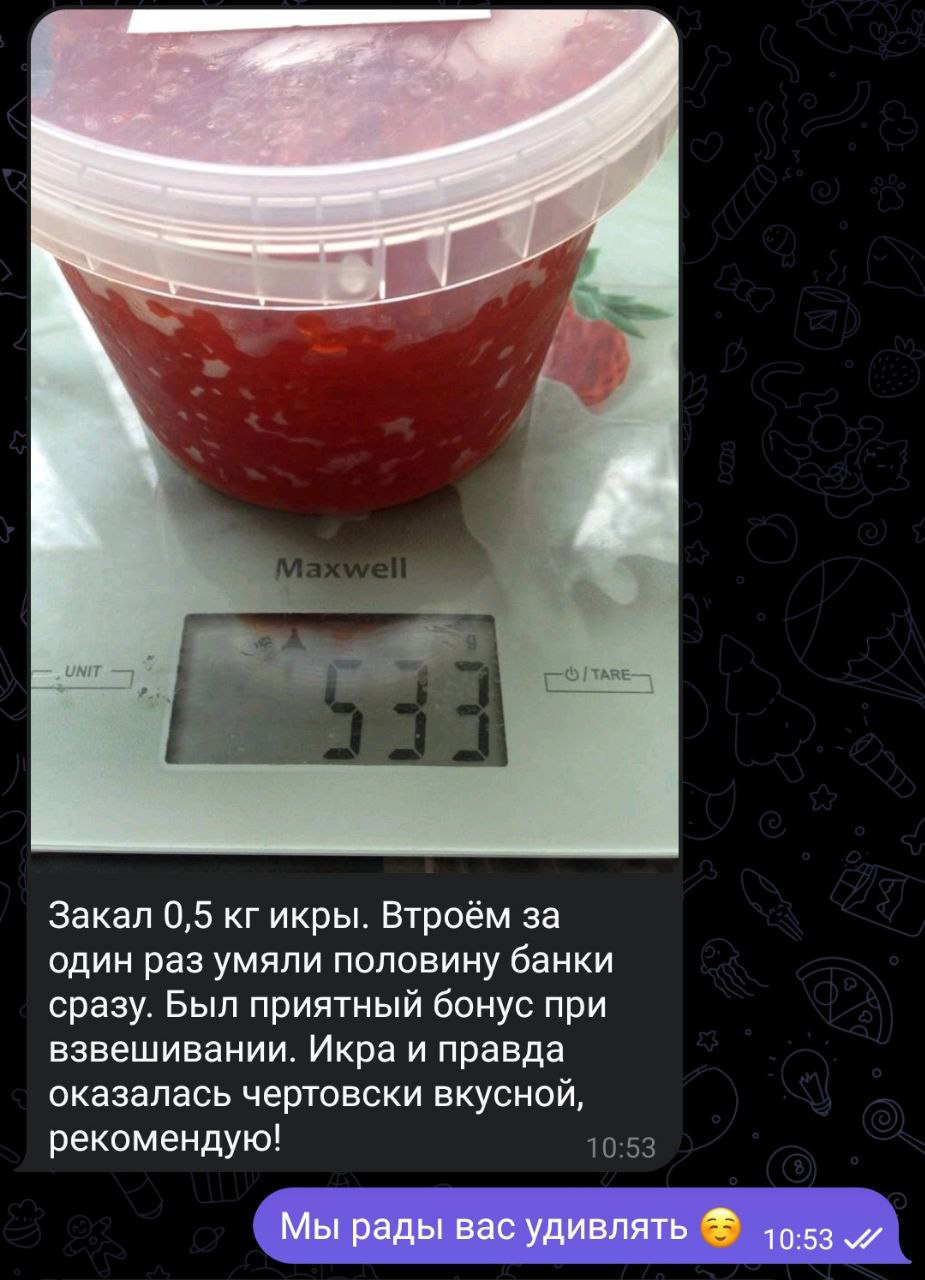 Maxwell
g
UNIT
/ TARE
533
Закал 0,5 кг икры. Втроём за
один раз умяли половину банки
сразу. Был приятный бонус при
взвешивании. Икра и правда
оказалась чертовски вкусной,
рекомендую!
10:53
Мы рады вас удивлять ☺️
10:53